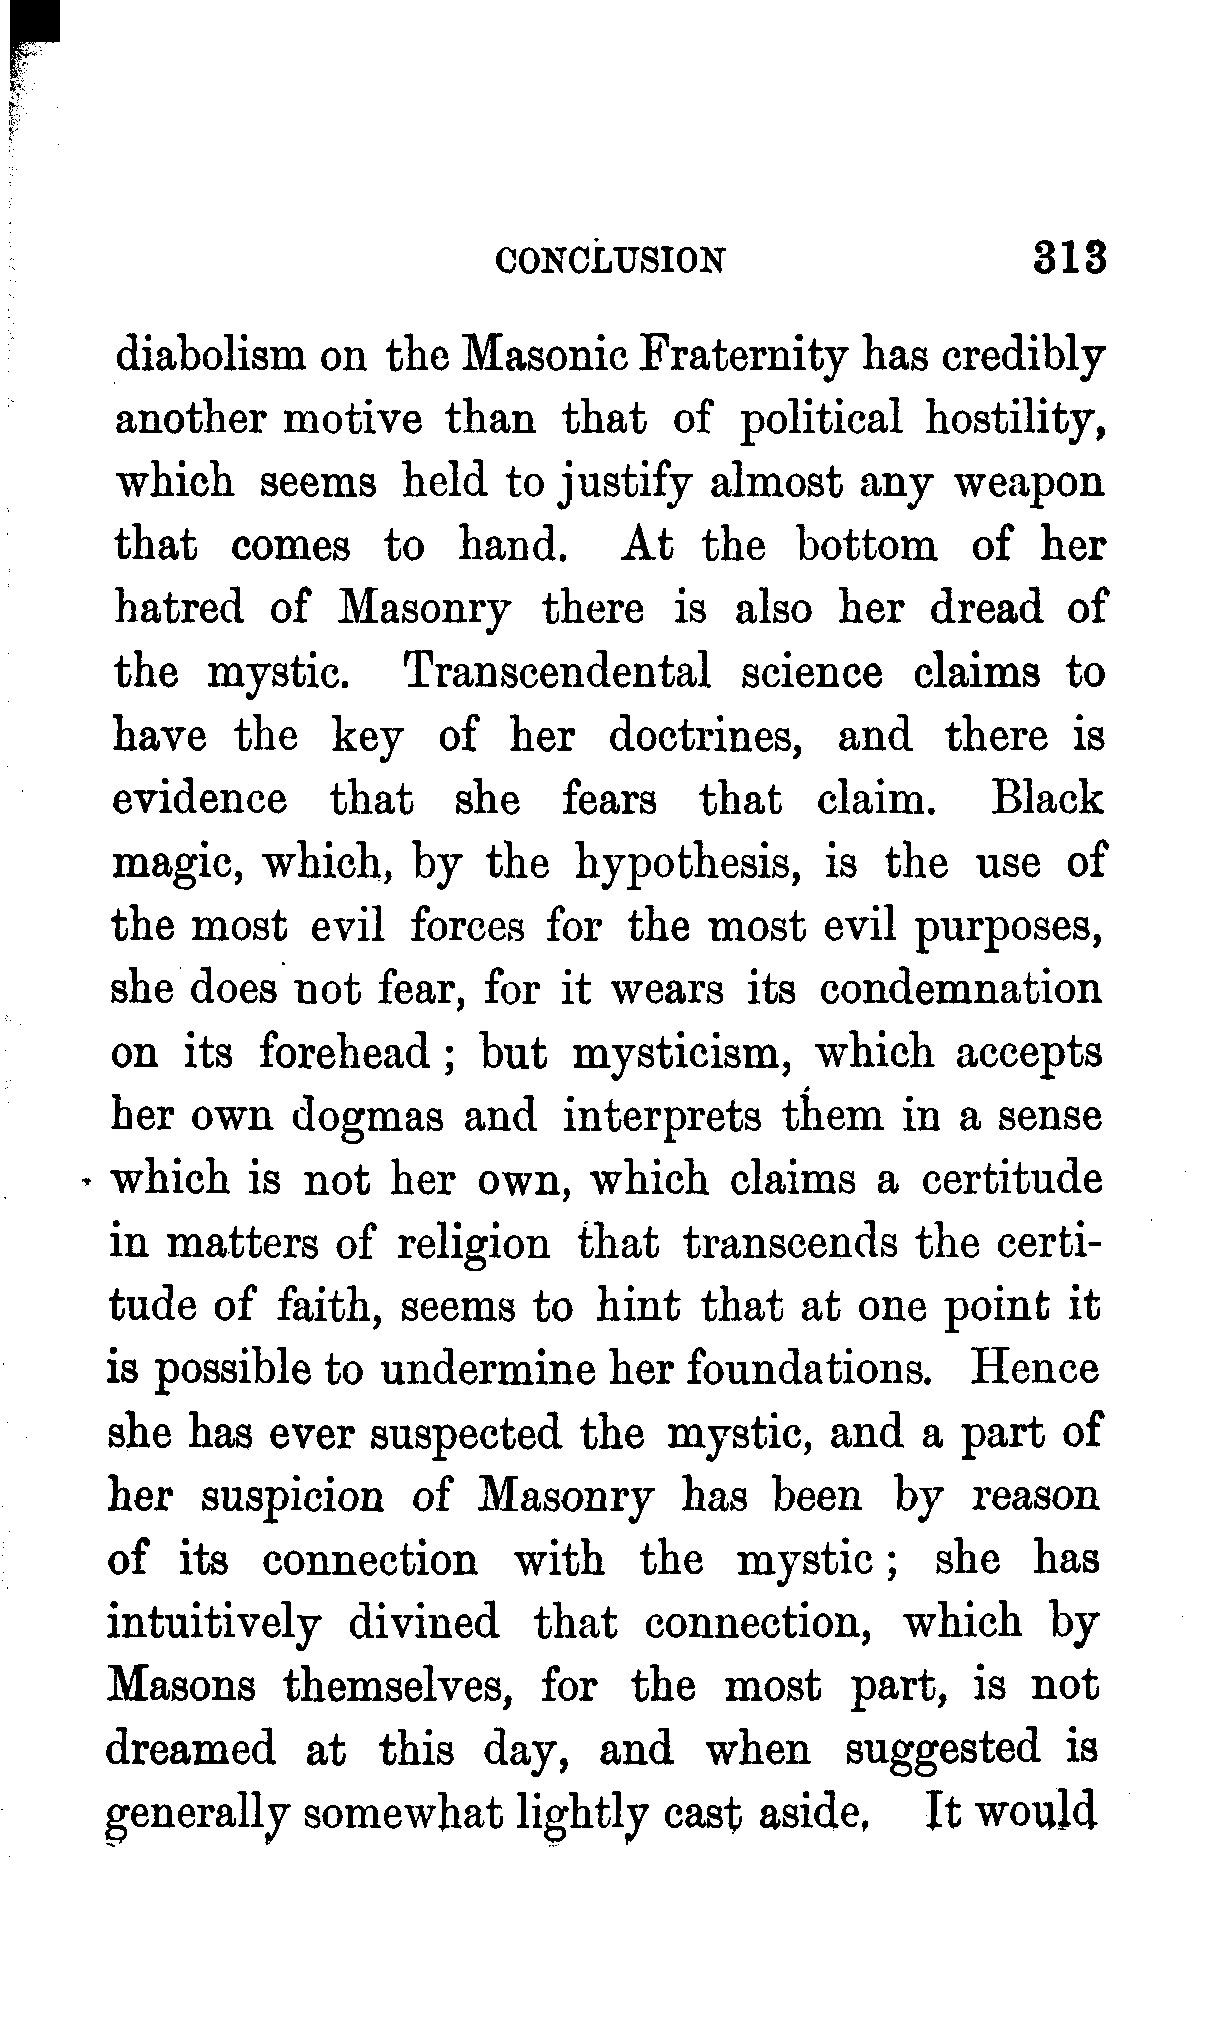 CONCLUSION 313
diabolism on the Masonic Fraternity has credibly
another motive than that of political hostility,
which seems held to justify almost any weapon
that comes to hand. At the bottom of her
hatred of Masonry there is also her dread of
the mystic. Transcendental science claims to
have the key of her doctrines, and there is
evidence that she fears that claim. Black
magic, which, by the hypothesis, is the use of
the most evil forces for the most evil purposes,
she does not fear, for it wears its condemnation
on its forehead ; but mysticism, which accepts
her own dogmas and interprets them in a sense
which is not her own, which claims a certitude
in matters of religion that transcends the certi-
tude of faith, seems to hint that at one point it
is possible to undermine her foundations. Hence
she has ever suspected the mystic, and a part of
her suspicion of Masonry has been by reason
of its connection with the mystic ; she has
intuitively divined that connection, which by
Masons themselves, for the most part, is not
dreamed at this day, and when suggested is
generally somewhat lightly cast aside. It would